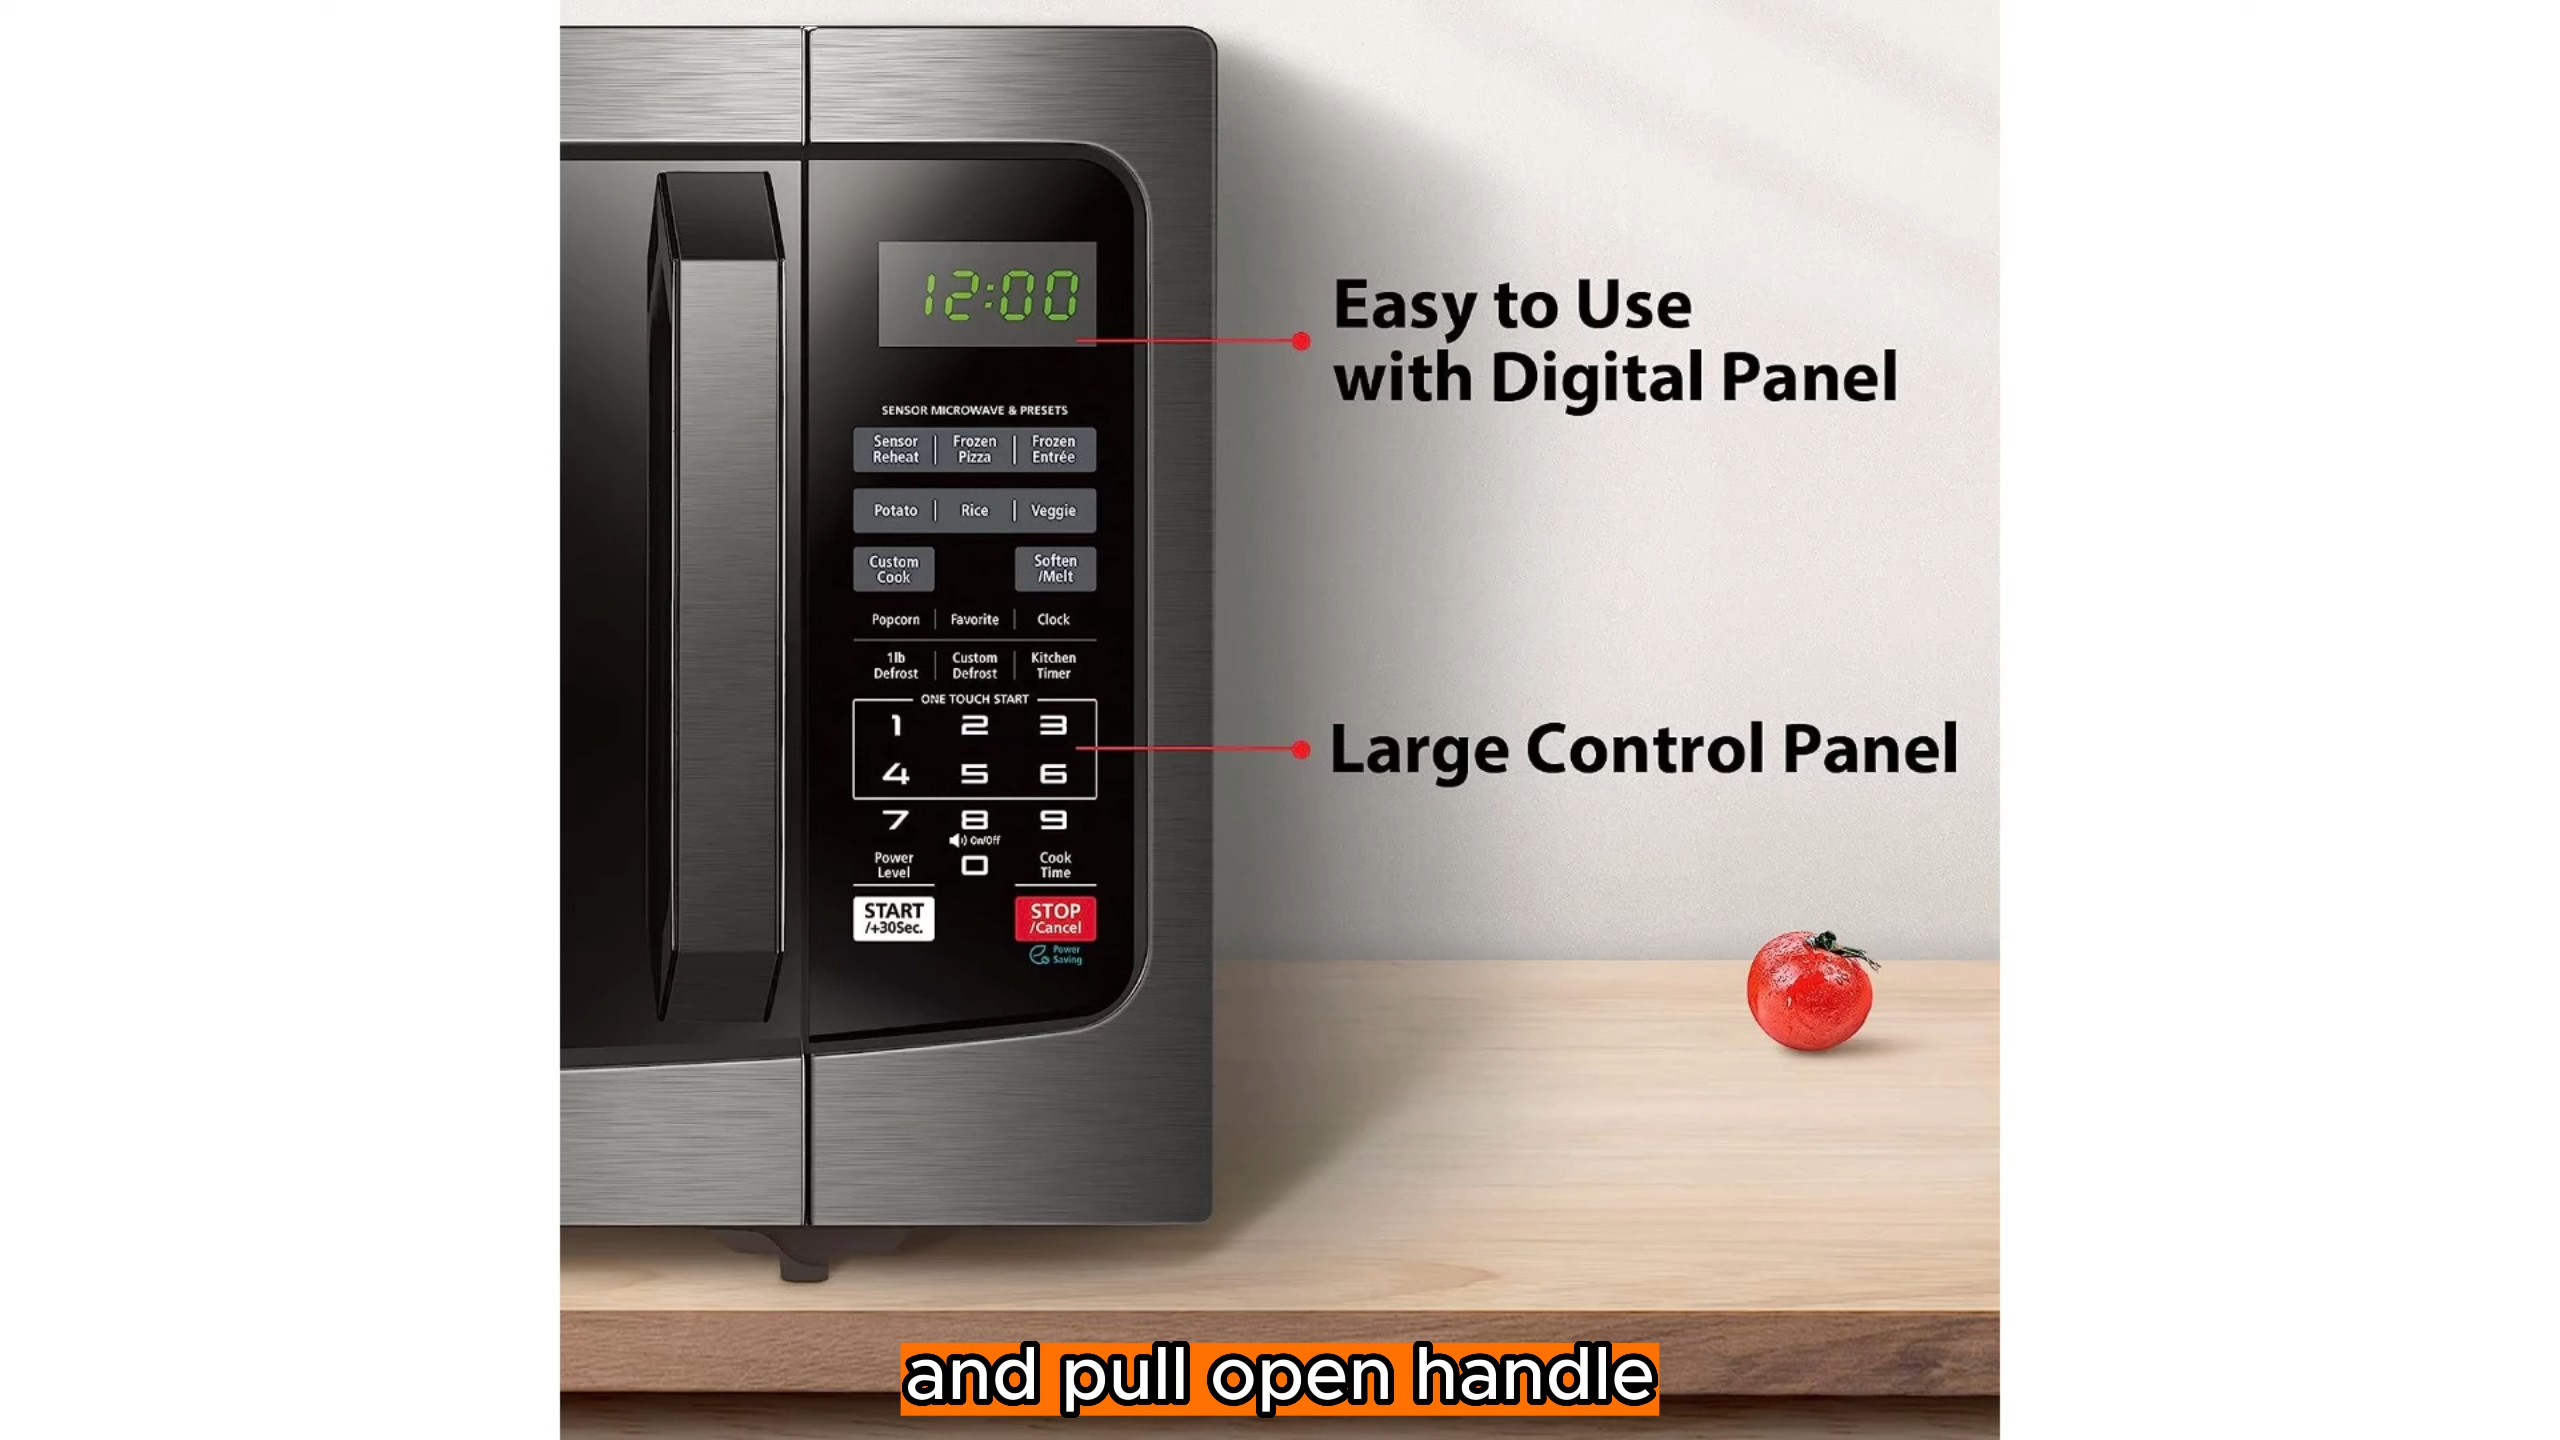 12:00
Easy to Use
with Digital Panel
SENSOR MICROWAVE & PRESETS
Sensor Reheat
Frozen Pizza
Frozen Entrée
Potato
Rice
Veggie
Custom Cook
Soften /Melt
Popcorn
Favorite
Clock
1lb Defrost
Custom Defrost
Kitchen Timer
ONE TOUCH START
1 2 3
Large Control Panel
4 5 6
7 8 9
On/Off
Power Level
0
Cook Time
START /+30Sec.
STOP /Cancel
Power Saving
and pull open handle